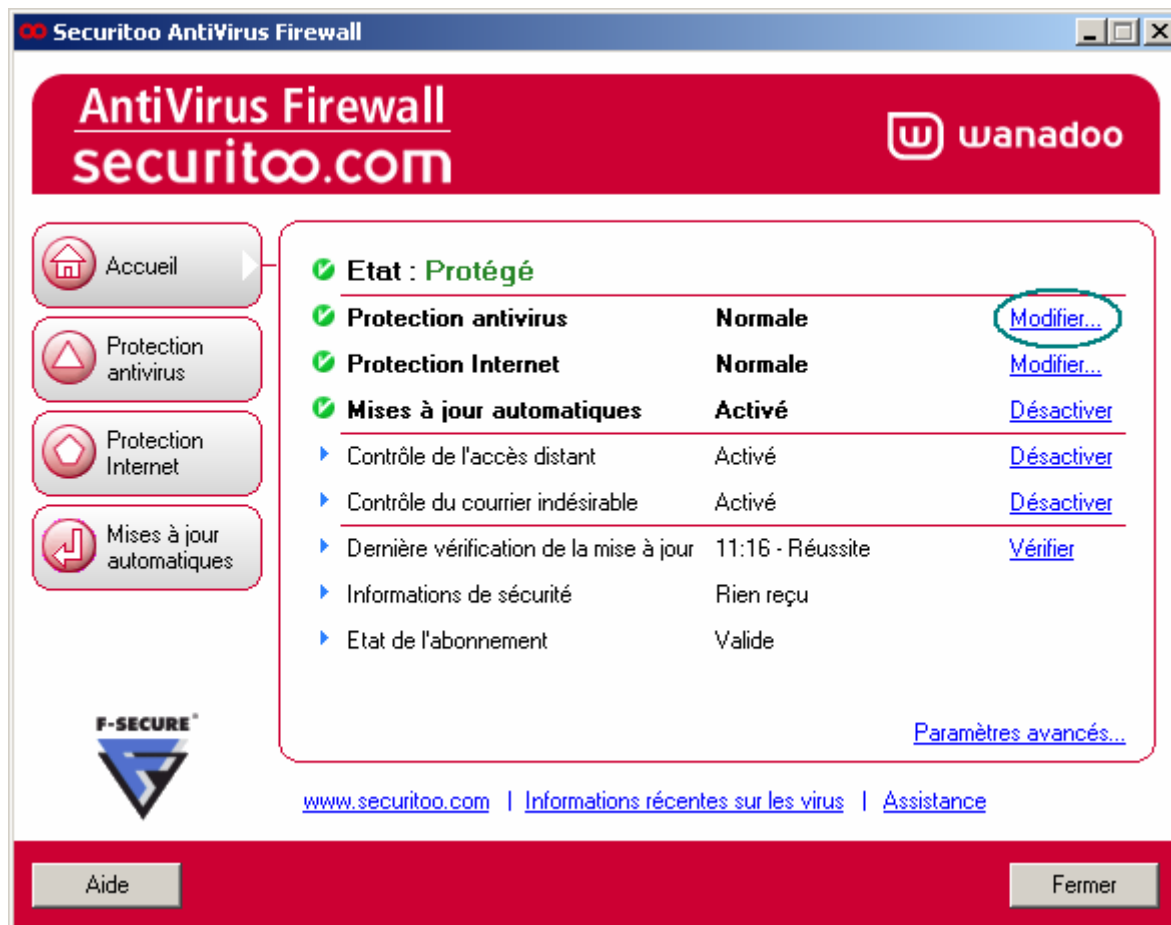 Securitoo AntiVirus Firewall
AntiVirus Firewall
securitoo.com
wanadoo
Accueil
Protection
antivirus
Protection
Internet
Mises à jour
automatiques
F-SECURE®
Etat : Protégé
Protection antivirus Normale Modifier...
Protection Internet Normale Modifier...
Mises à jour automatiques Activé Désactiver
Contrôle de l'accès distant Activé Désactiver
Contrôle du courrier indésirable Activé Désactiver
Dernière vérification de la mise à jour 11:16 - Réussite Vérifier
Informations de sécurité Rien reçu
Etat de l'abonnement Valide
Paramètres avancés...
www.securitoo.com | Informations récentes sur les virus | Assistance
Aide
Fermer